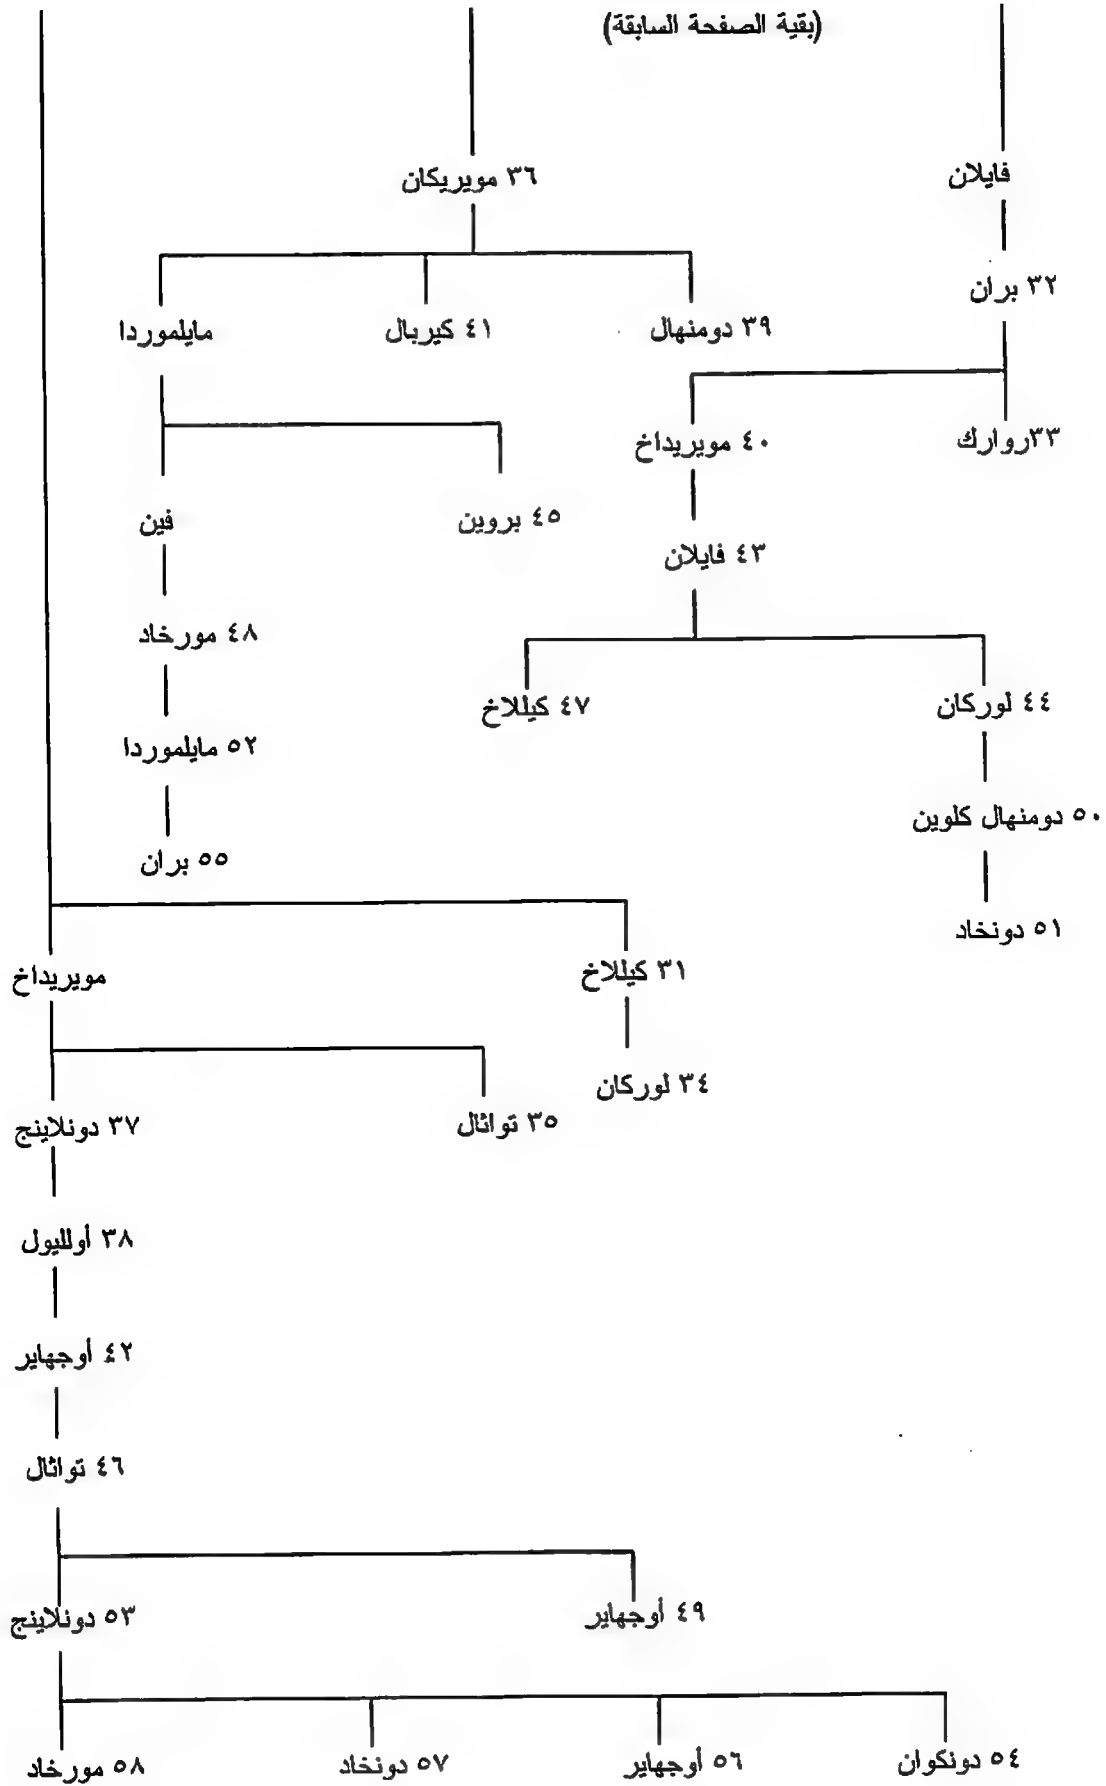 (بقية الصفحة السابقة)
فايلان
٣٦ مويريكان
٣٢ بران
٣٩ دومنهال
٤١ كيربال
مايلموردا
٣٣روارك
٤٠ مويريداخ
٤٥ بروين
فين
٤٣ فايلان
٤٨ مورخاد
٤٤ لوركان
٤٧ كيللاخ
٥٢ مايلموردا
٥٠ دومنهال كلوين
٥٥ بران
٥١ دونخاد
٣١ كيللاخ
مويريداخ
٣٤ لوركان
٣٥ تواثال
٣٧ دونلاينج
٣٨ أولليول
٤٢ أوجهاير
٤٦ تواثال
٤٩ أوجهاير
٥٣ دونلاينج
٥٤ دونكوان
٥٦ أوجهاير
٥٧ دونخاد
٥٨ مورخاد